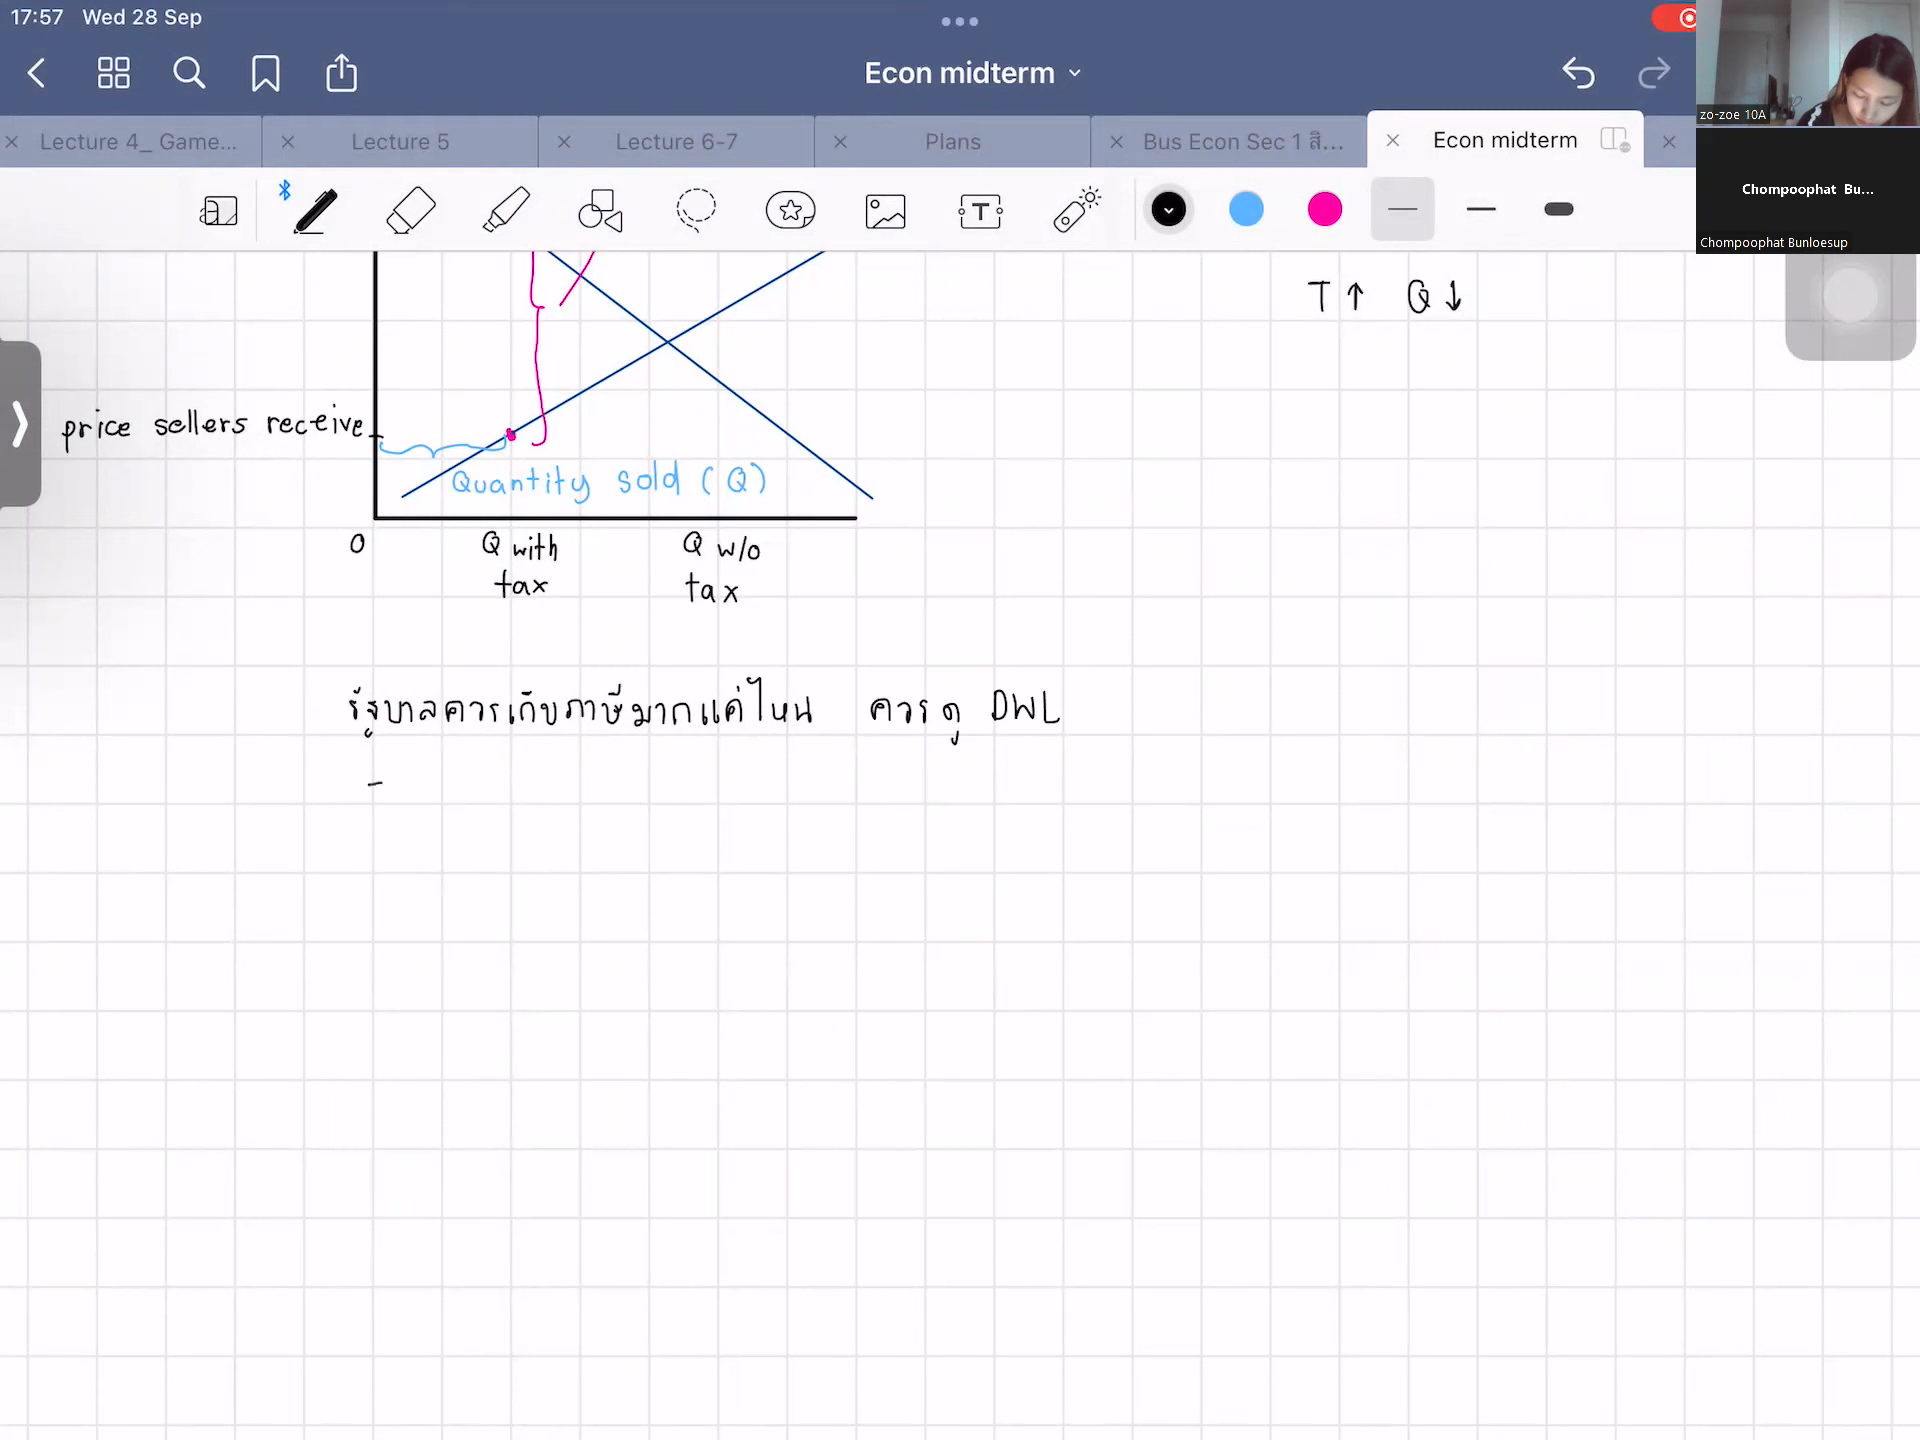 17:57 Wed 28 Sep
Econ midterm
Lecture 4_ Game...
Lecture 5
Lecture 6-7
Plans
Bus Econ Sec 1 สิ...
Econ midterm
zo-zoe 10A
Chompoophat Bu...
Chompoophat Bunloesup
T↑ Q↓
price sellers receive
Quantity sold (Q)
0
Q with tax
Q w/o tax
รัฐบาลควรเก็บภาษีมากแค่ไหน ควรดู DWL
-